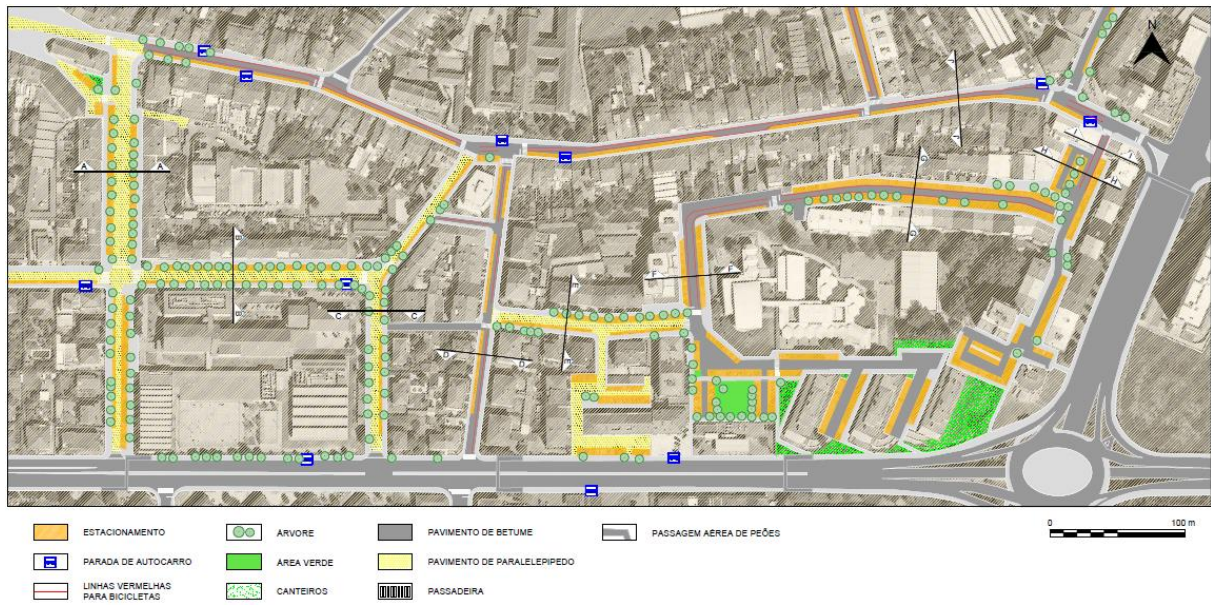 N
A A
B
B
C C
D D
E
E
F F
G
G
H H
I I
ESTACIONAMENTO
ÁRVORE
PAVIMENTO DE BETUME
PASSAGEM AÉREA DE PEÕES
0 100 m
PARADA DE AUTOCARRO
ÁREA VERDE
PAVIMENTO DE PARALELEPIPEDO
LINHAS VERMELHAS
PARA BICICLETAS
CANTEIROS
PASSADEIRA